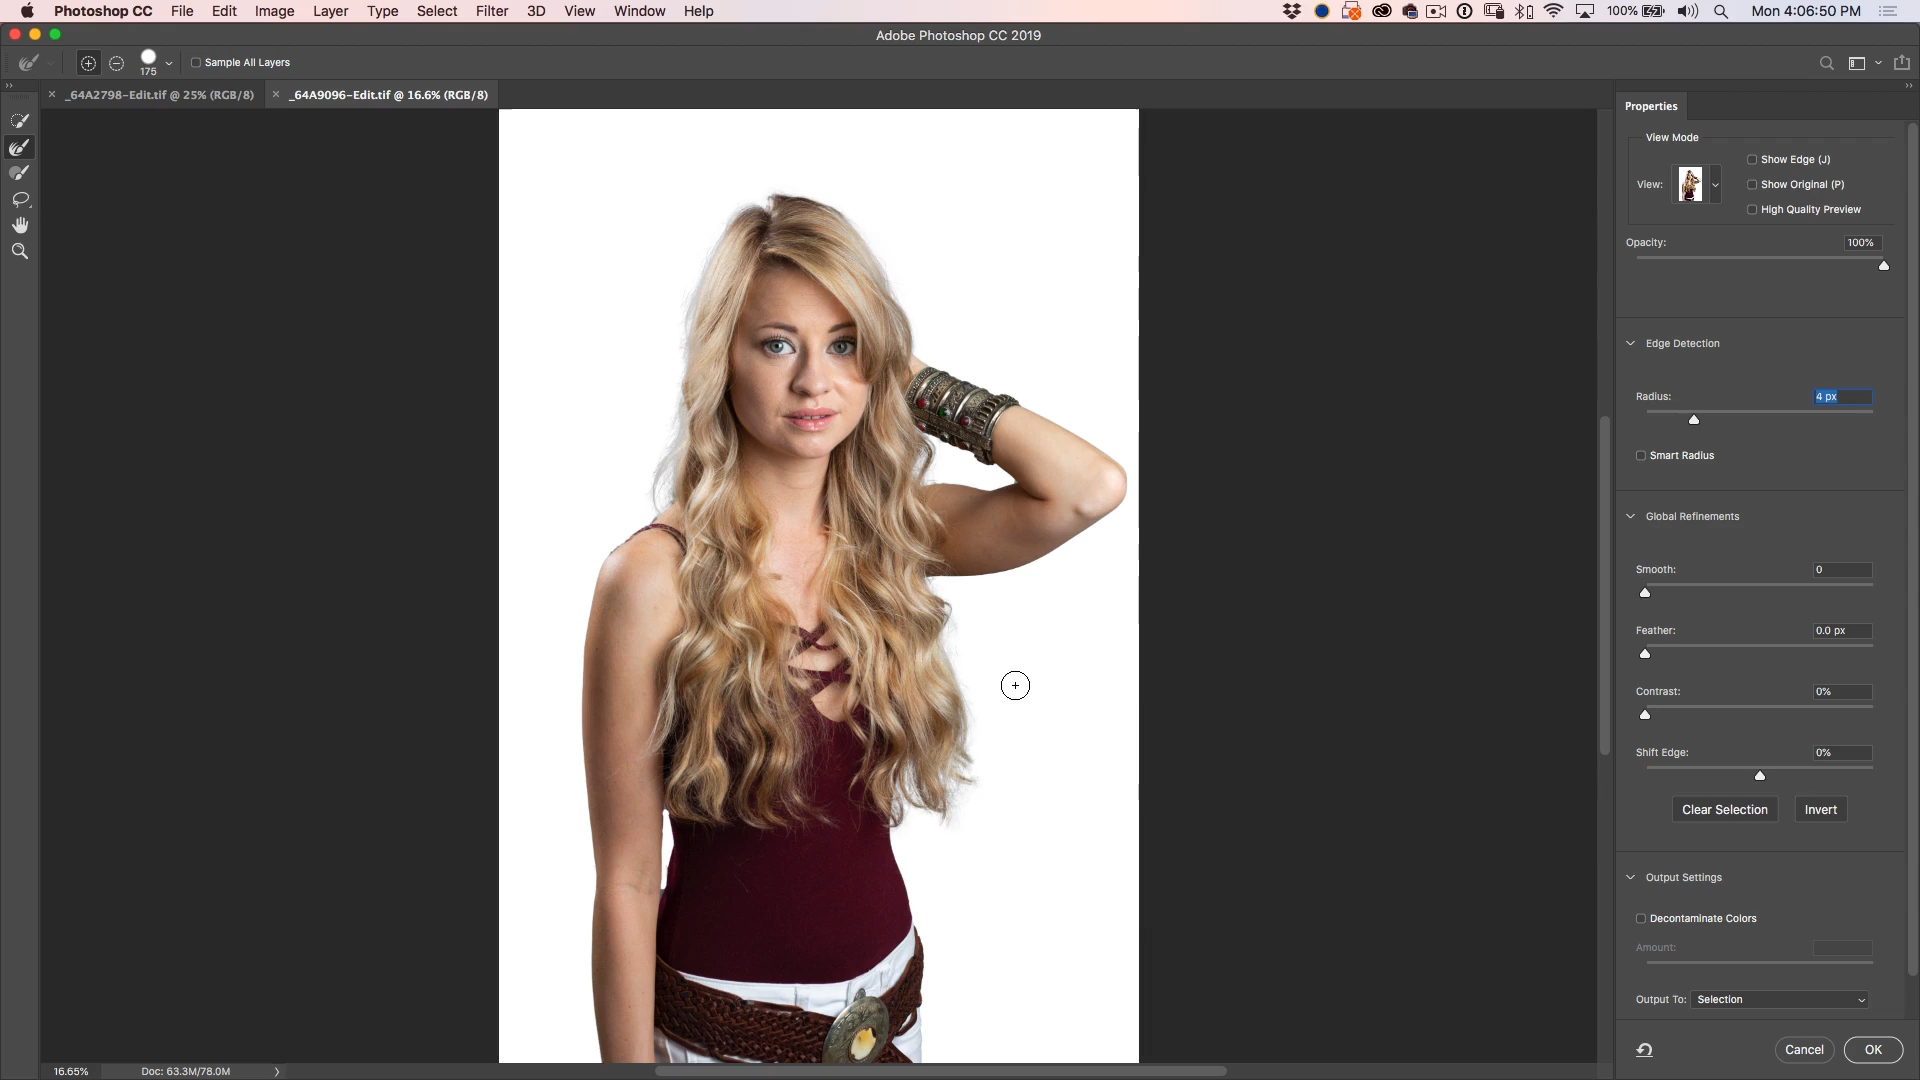 Photoshop CC File Edit Image Layer Type Select Filter 3D View Window Help 100% Mon 4:06:50 PM
Adobe Photoshop CC 2019
175 Sample All Layers
_64A2798-Edit.tif @ 25% (RGB/8) _64A9096-Edit.tif @ 16.6% (RGB/8)
Properties
View Mode
Show Edge (J)
View:
Show Original (P)
High Quality Preview
Opacity: 100%
Edge Detection
Radius: 4 px
Smart Radius
Global Refinements
Smooth: 0
Feather: 0.0 px
Contrast: 0%
Shift Edge: 0%
Clear Selection Invert
Output Settings
Decontaminate Colors
Amount:
Output To: Selection
Cancel OK
16.65% Doc: 63.3M/78.0M